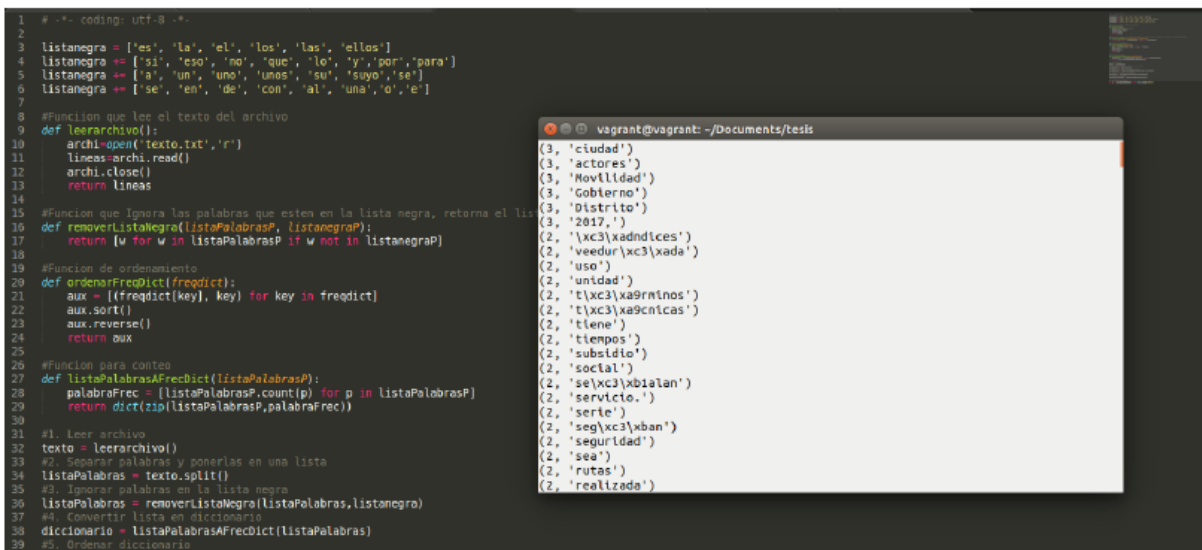 1 # -*- coding: utf-8 -*-
2
3 listanegra = ['es', 'la', 'el', 'los', 'las', 'ellos']
4 listanegra += ['si', 'eso', 'no', 'que', 'lo', 'y','por','para']
5 listanegra += ['a', 'un', 'uno', 'unos', 'su', 'suyo','se']
6 listanegra += ['se', 'en', 'de', 'con', 'al', 'una','o','e']
7
8 #Funciion que lee el texto del archivo
9 def leerarchivo():
10 archi=open('texto.txt','r')
11 lineas=archi.read()
12 archi.close()
13 return lineas
14
15 #Funcion que Ignora las palabras que esten en la lista negra, retorna el lis
16 def removerListaNegra(listaPalabrasP, listanegraP):
17 return [w for w in listaPalabrasP if w not in listanegraP]
18
19 #Funcion de ordenamiento
20 def ordenarFreqDict(freqdict):
21 aux = [(freqdict[key], key) for key in freqdict]
22 aux.sort()
23 aux.reverse()
24 return aux
25
26 #Funcion para conteo
27 def listaPalabrasAFrecDict(listaPalabrasP):
28 palabraFrec = [listaPalabrasP.count(p) for p in listaPalabrasP]
29 return dict(zip(listaPalabrasP,palabraFrec))
30
31 #1. Leer archivo
32 texto = leerarchivo()
33 #2. Separar palabras y ponerlas en una lista
34 listaPalabras = texto.split()
35 #3. Ignorar palabras en la lista negra
36 listaPalabras = removerListaNegra(listaPalabras,listanegra)
37 #4. Convertir lista en diccionario
38 diccionario = listaPalabrasAFrecDict(listaPalabras)
39 #5. Ordenar diccionario
vagrant@vagrant: ~/Documents/tesis
(3, 'ciudad')
(3, 'actores')
(3, 'Movilidad')
(3, 'Gobierno')
(3, 'Distrito')
(3, '2017,')
(2, '\xc3\xadndices')
(2, 'veedur\xc3\xada')
(2, 'uso')
(2, 'unidad')
(2, 't\xc3\xa9rminos')
(2, 't\xc3\xa9cnicas')
(2, 'tiene')
(2, 'tiempos')
(2, 'subsidio')
(2, 'social')
(2, 'se\xc3\xb1alan')
(2, 'servicio.')
(2, 'serie')
(2, 'seg\xc3\xban')
(2, 'seguridad')
(2, 'sea')
(2, 'rutas')
(2, 'realizada')